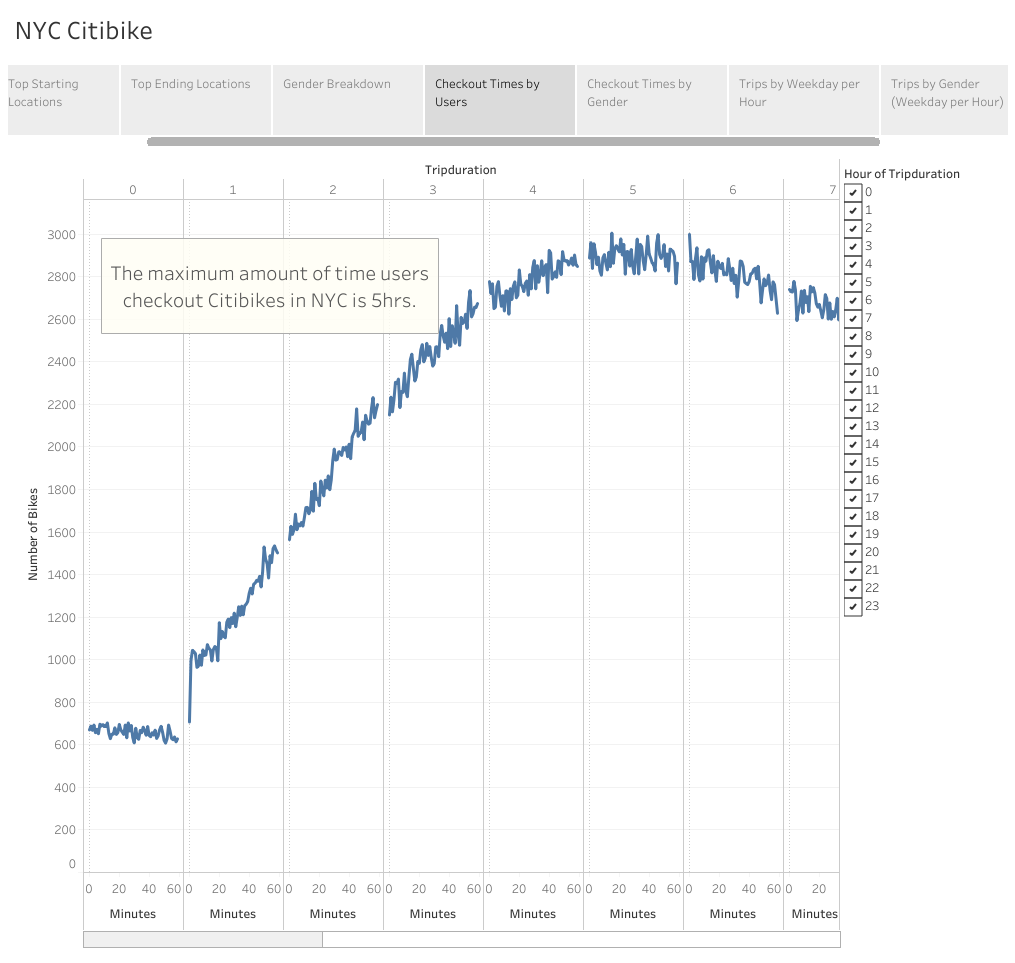 NYC Citibike
Top Starting
Locations
Top Ending Locations
Gender Breakdown
Checkout Times by
Users
Checkout Times by
Gender
Trips by Weekday per
Hour
Trips by Gender
(Weekday per Hour)
Tripduration
0 1 2 3 4 5 6 7
The maximum amount of time users
checkout Citibikes in NYC is 5hrs.
Number of Bikes
3000
2800
2600
2400
2200
2000
1800
1600
1400
1200
1000
800
600
400
200
0
0 20 40 60 0 20 40 60 0 20 40 60 0 20 40 60 0 20 40 60 0 20 40 60 0 20 40 60 0 20
Minutes Minutes Minutes Minutes Minutes Minutes Minutes Minutes
Hour of Tripduration
0
1
2
3
4
5
6
7
8
9
10
11
12
13
14
15
16
17
18
19
20
21
22
23